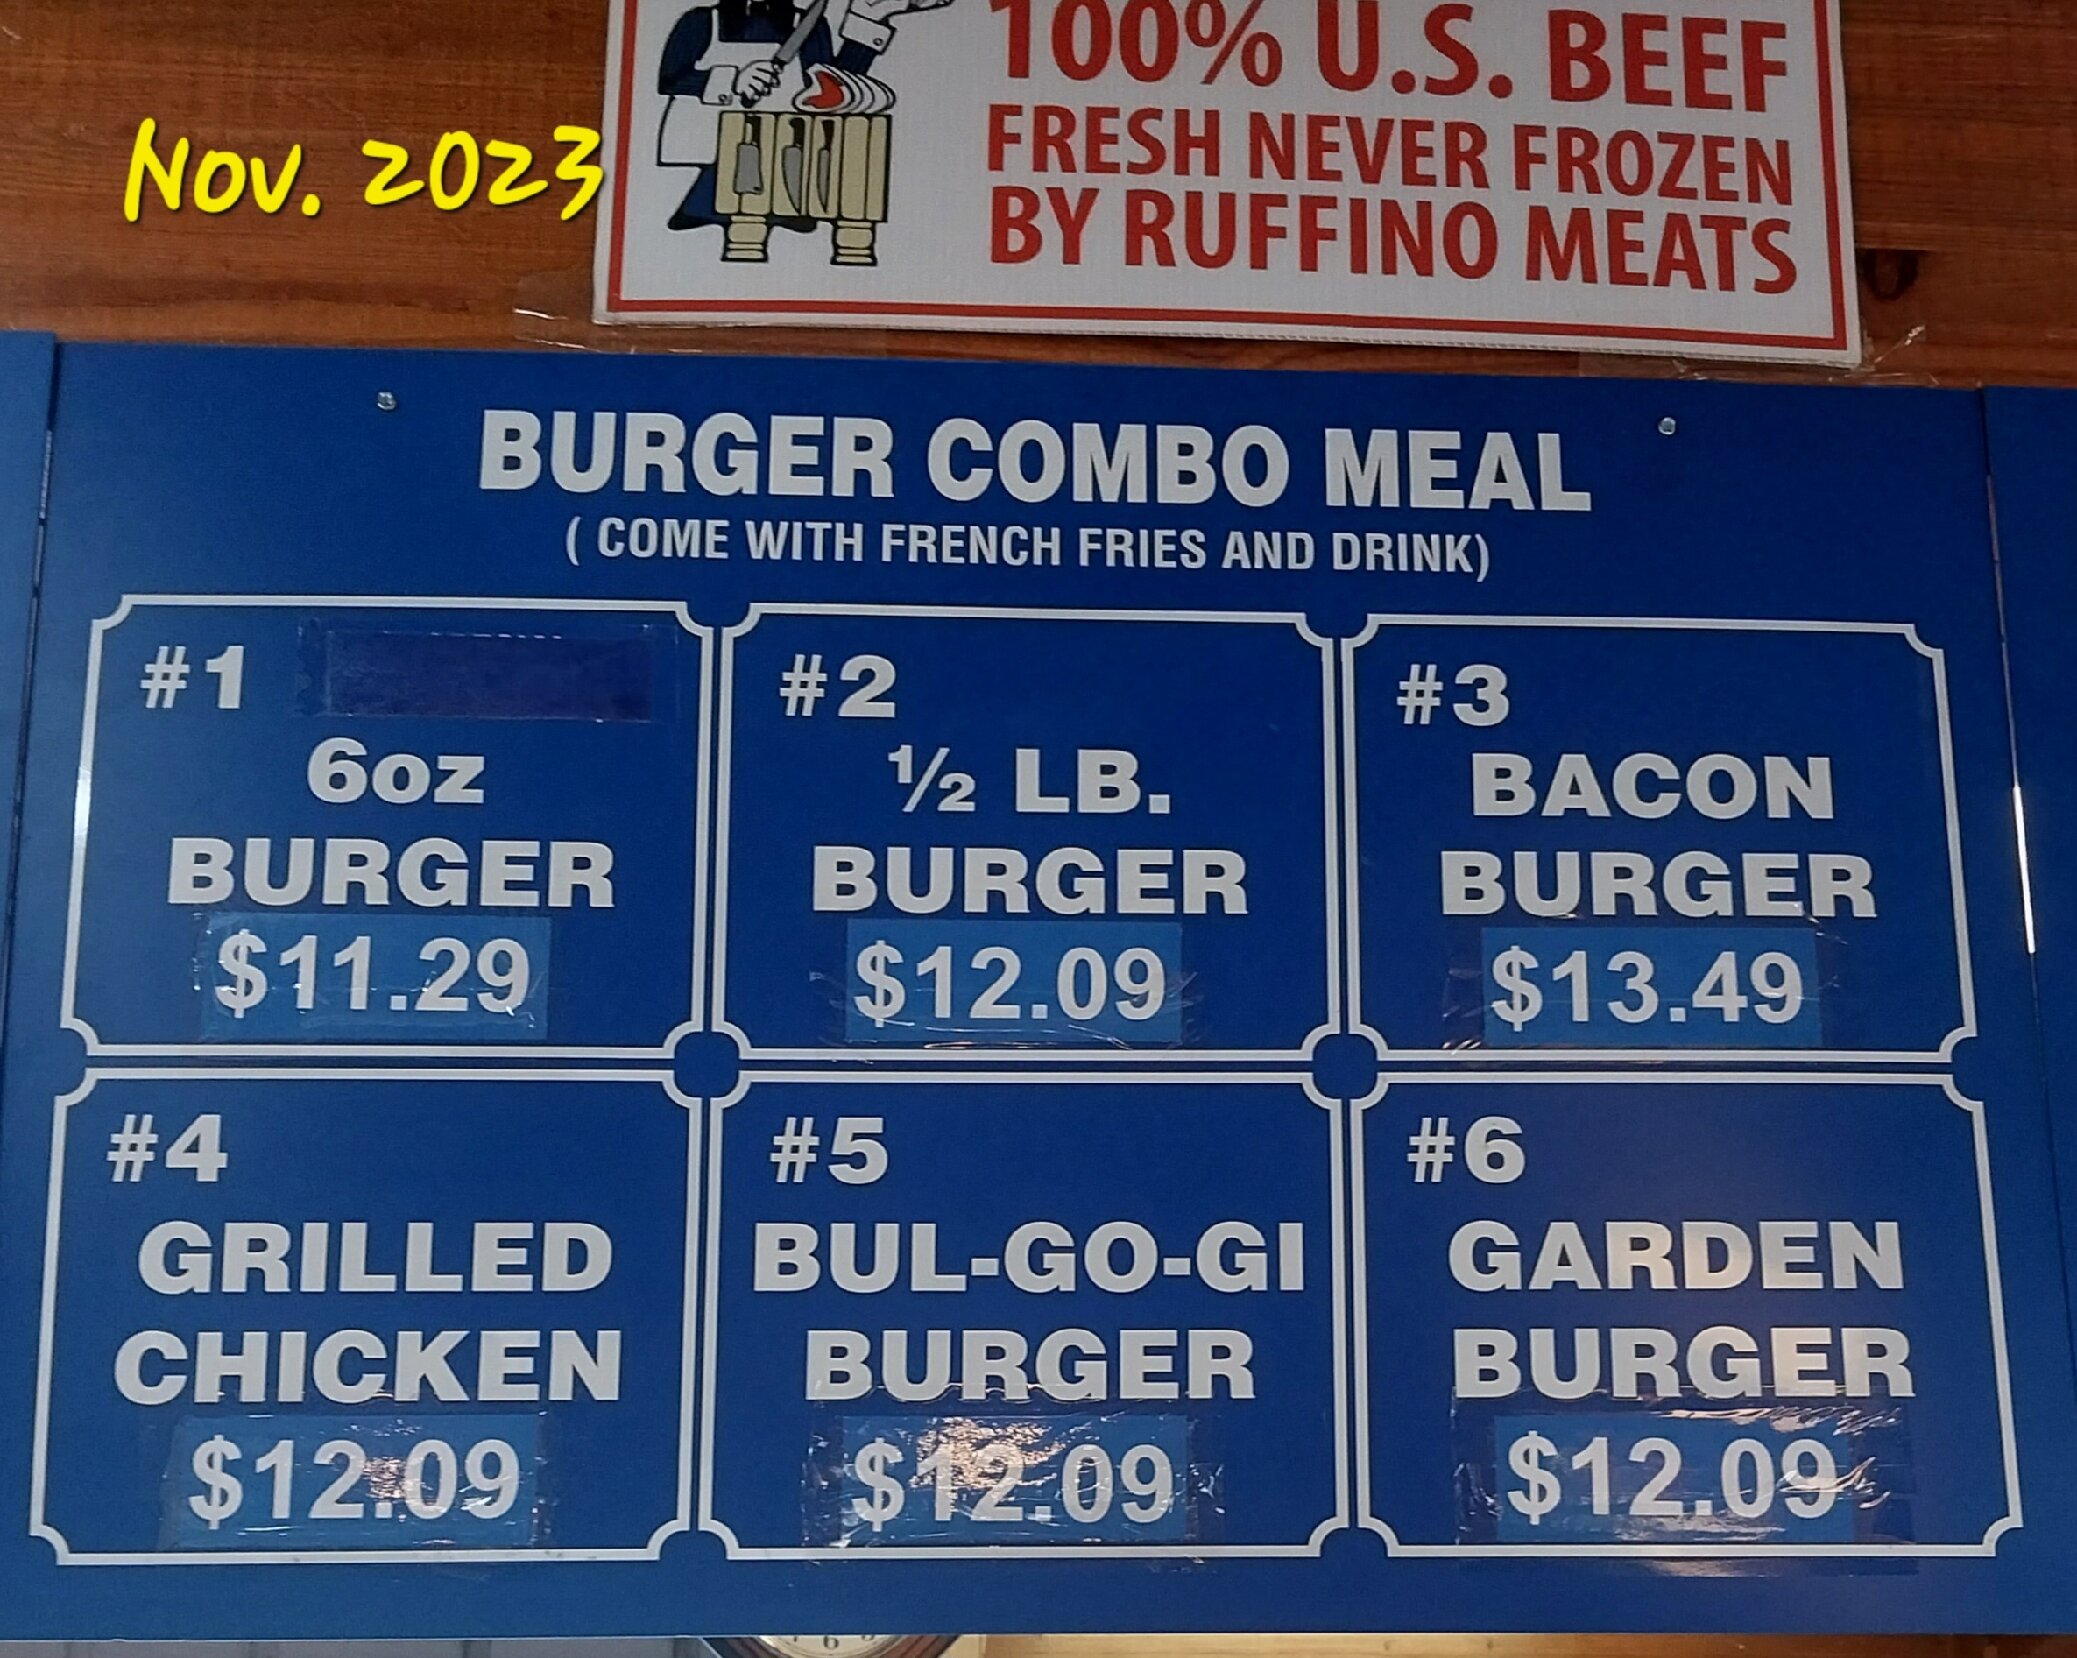 100% U.S. BEEF
FRESH NEVER FROZEN
BY RUFFINO MEATS
Nov. 2023
BURGER COMBO MEAL
( COME WITH FRENCH FRIES AND DRINK)
#1
6oz
BURGER
$11.29
#2
½ LB.
BURGER
$12.09
#3
BACON
BURGER
$13.49
#4
GRILLED
CHICKEN
$12.09
#5
BUL-GO-GI
BURGER
$12.09
#6
GARDEN
BURGER
$12.09
6